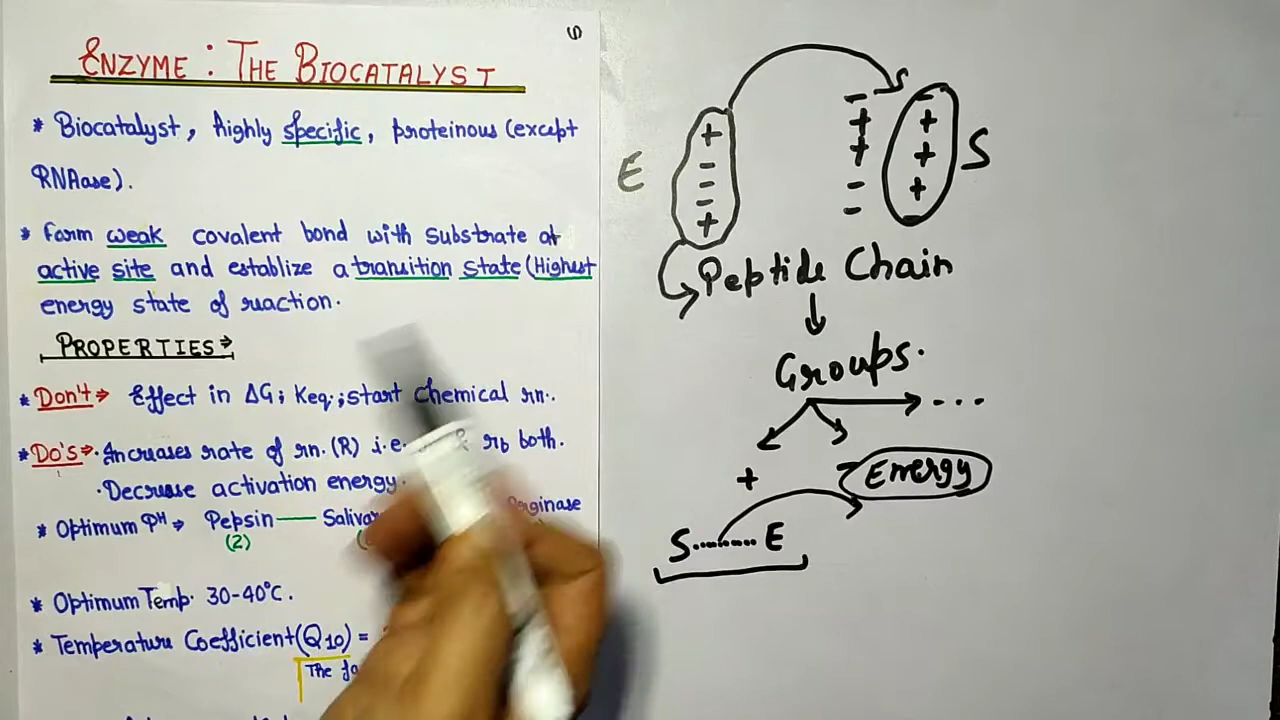 ENZYME : THE BIOCATALYST
* Biocatalyst, highly specific, proteinous (except
RNAase).
* Form weak covalent bond with substrate at
active site and establize a transition state (Highest
energy state of reaction.
PROPERTIES →
* Don't → Effect in ΔG; Keq.; start chemical rn..
* Do's → · Increases rate of rn. (R) i.e. & rb both.
· Decrease activation energy.
* Optimum PH → Pepsin — Saliva
(2)
* Optimum Temp. 30-40°C.
* Temperature Coefficient (Q10) =
The
E
+
-
-
-
+
S
-
+
+
-
-
-
+
+
+
S
Peptide Chain
↓
Groups.
...
+
- Energy
S........E